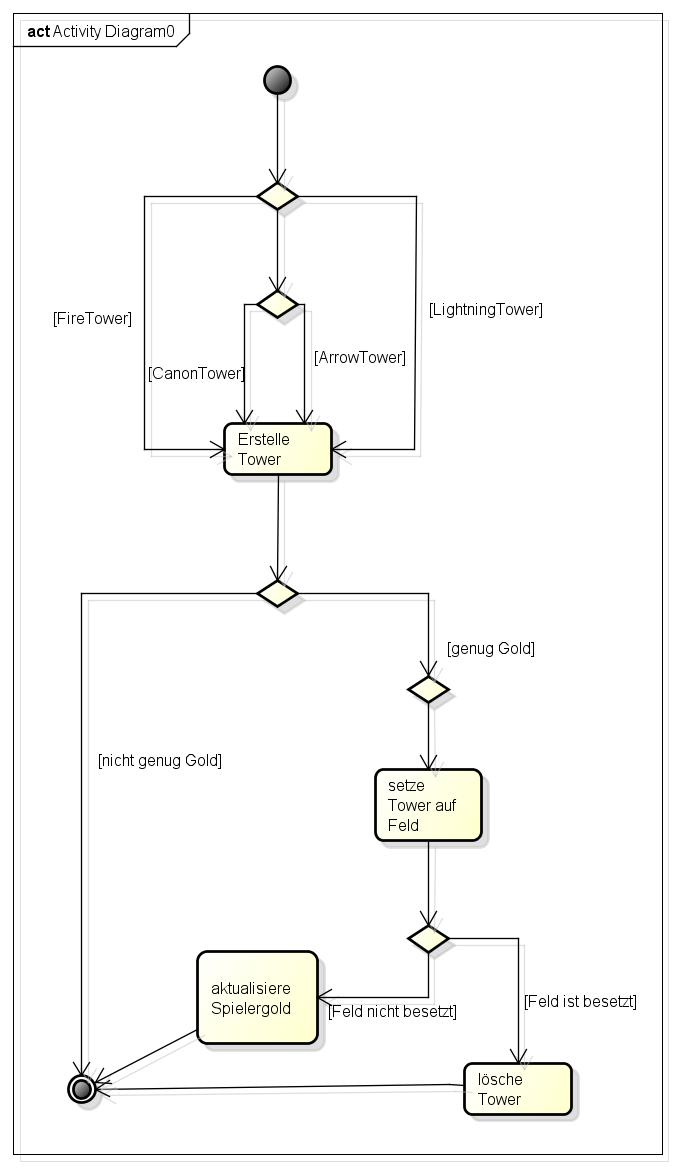 act Activity Diagram0
[FireTower]
[LightningTower]
[CanonTower]
[ArrowTower]
Erstelle
Tower
[genug Gold]
[nicht genug Gold]
setze
Tower auf
Feld
aktualisiere
Spielergold
[Feld nicht besetzt]
[Feld ist besetzt]
lösche
Tower